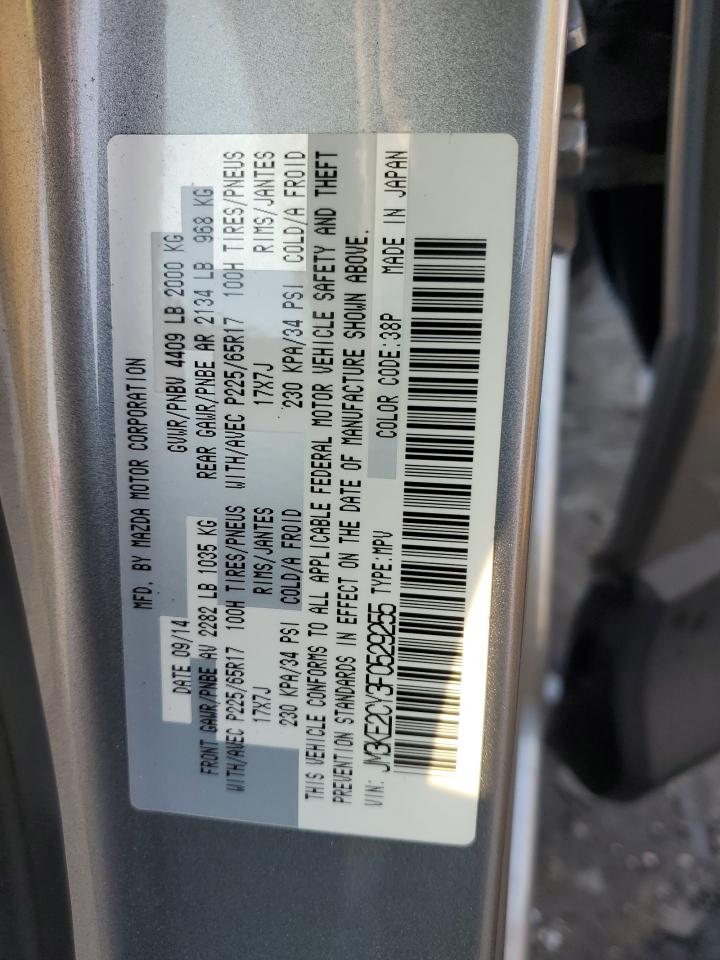 MFD. BY MAZDA MOTOR CORPORATION
DATE 09/14 GVWR/PNBV 4409 LB 2000 KG
FRONT GAWR/PNBE AV 2282 LB 1035 KG REAR GAWR/PNBE AR 2134 LB 968 KG
WITH/AVEC P225/65R17 100H TIRES/PNEUS WITH/AVEC P225/65R17 100H TIRES/PNEUS
17X7J RIMS/JANTES 17X7J RIMS/JANTES
230 KPA/34 PSI COLD/A FROID 230 KPA/34 PSI COLD/A FROID
THIS VEHICLE CONFORMS TO ALL APPLICABLE FEDERAL MOTOR VEHICLE SAFETY AND THEFT
PREVENTION STANDARDS IN EFFECT ON THE DATE OF MANUFACTURE SHOWN ABOVE.
VIN: JM3KE2CY3F0529255 TYPE:MPV COLOR CODE:38P MADE IN JAPAN